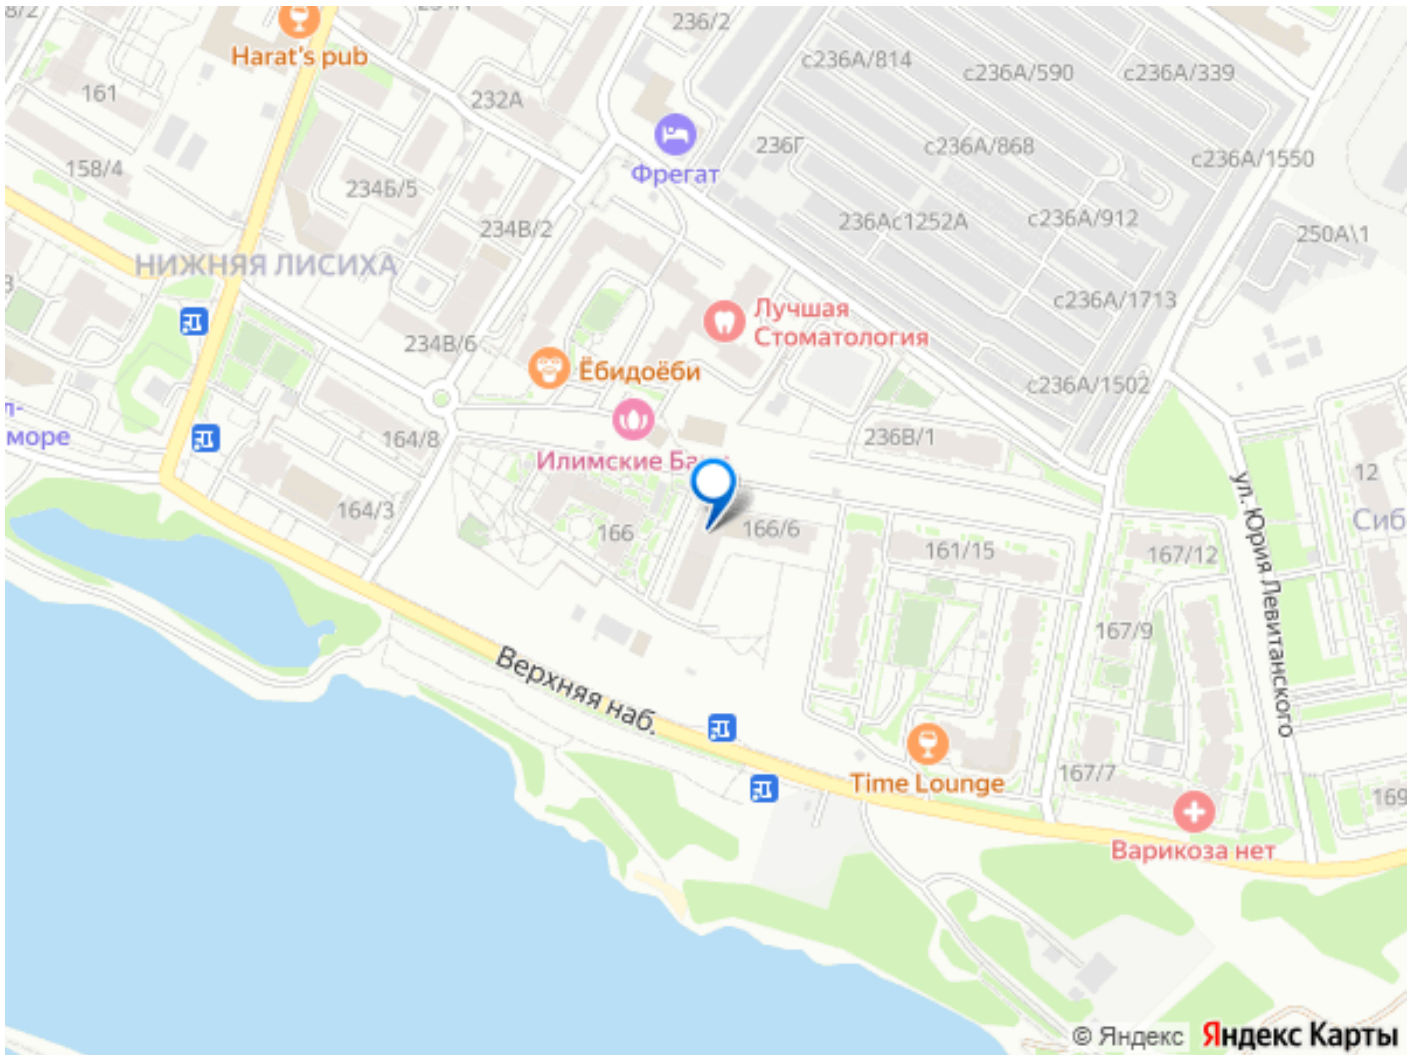 236/2
Harat's pub
с236А/814
с236А/590
с236А/339
161
232А
236Г
с236А/868
с236А/1550
158/4
Фрегат
234Б/5
234В/2
236Ас1252А
с236А/912
250А\1
НИЖНЯЯ ЛИСИХА
с236А/1713
Лучшая
Стоматология
234В/6
Ёбидоёби
с236А/1502
море
164/8
236В/1
Илимские
12
ул. Юрия Левитанского
164/3
166
166/6
161/15
167/12
Сиб
167/9
Верхняя наб.
Time Lounge
167/7
169
Варикоза нет
© Яндекс Яндекс Карты